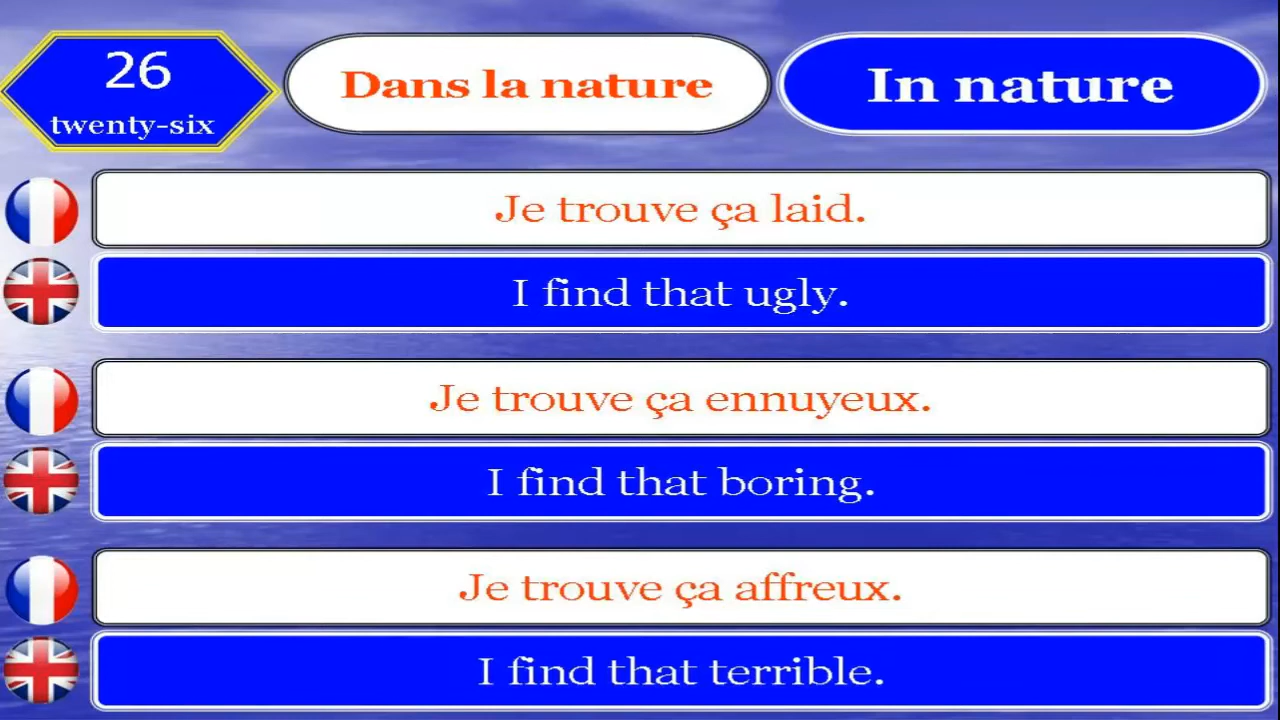 26
twenty-six
Dans la nature
In nature
Je trouve ça laid.
I find that ugly.
Je trouve ça ennuyeux.
I find that boring.
Je trouve ça affreux.
I find that terrible.